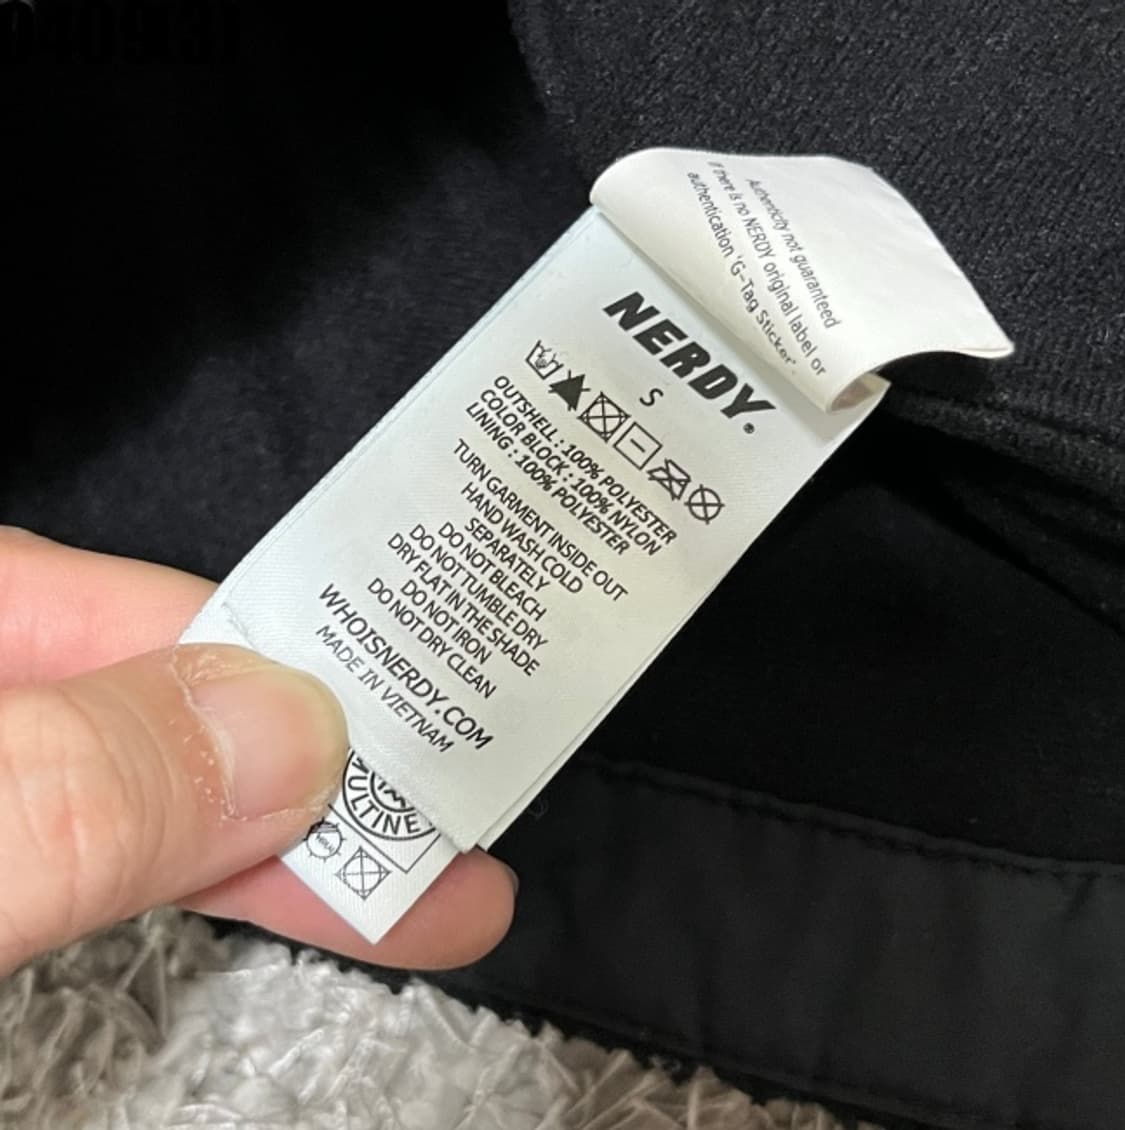 0409(3)
Authenticity not guaranteed
if there is no NERDY original label or
authentication 'G-Tag Sticker'.
NERDY®
S
OUTSHELL : 100% POLYESTER
COLOR BLOCK : 100% NYLON
LINING : 100% POLYESTER
TURN GARMENT INSIDE OUT
HAND WASH COLD
SEPARATELY
DO NOT BLEACH
DO NOT TUMBLE DRY
DRY FLAT IN THE SHADE
DO NOT IRON
DO NOT DRY CLEAN
WHOISNERDY.COM
MADE IN VIETNAM